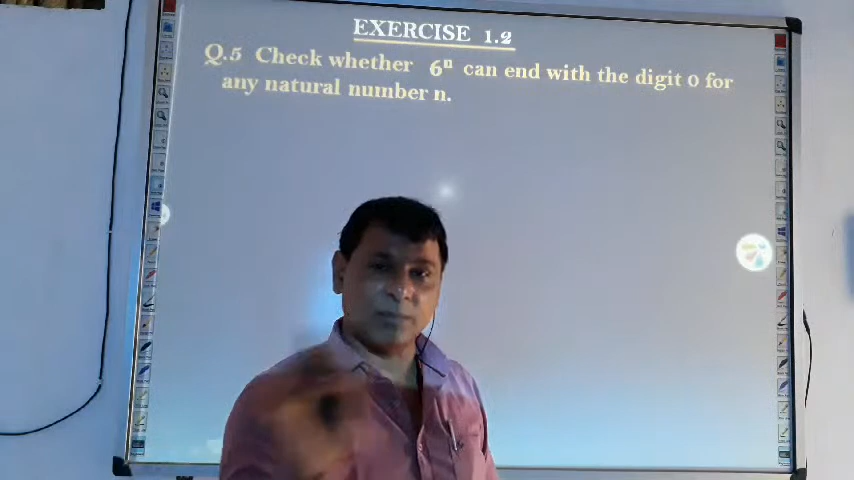 EXERCISE 1.2
Q.5 Check whether 6ⁿ can end with the digit 0 for
any natural number n.